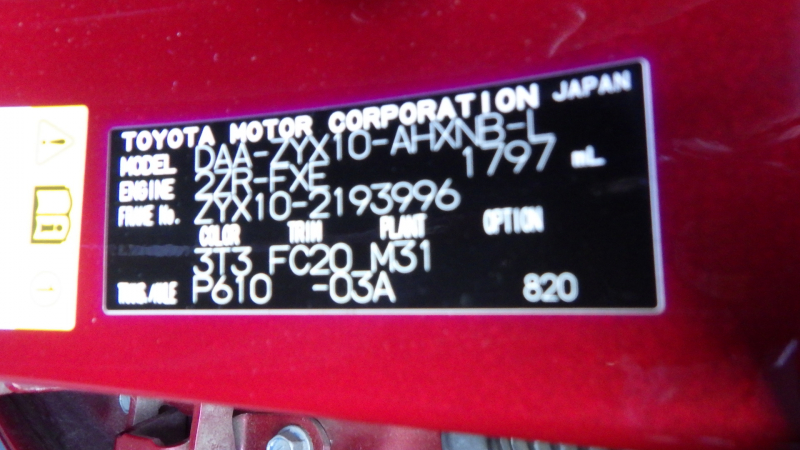 TOYOTA MOTOR CORPORATION JAPAN
MODEL DAA-ZYX10-AHXNB-L
ENGINE 2ZR-FXE 1797 mL
FRAME No. ZYX10-2193996
COLOR TRIM PLANT OPTION
3T3 FC20 M31
TRANS./AXLE P610 -03A 820